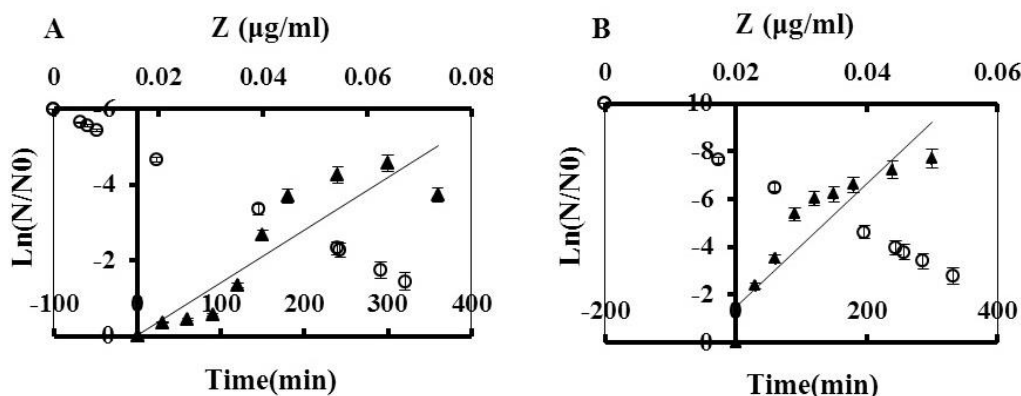 A
Z (µg/ml)
0 0.02 0.04 0.06 0.08
-6
-4
-2
0
Ln(N/N0)
-100 0 100 200 300 400
Time(min)
B
Z (µg/ml)
0 0.02 0.04 0.06
10
-8
-6
-4
-2
0
Ln(N/N0)
-200 0 200 400
Time(min)